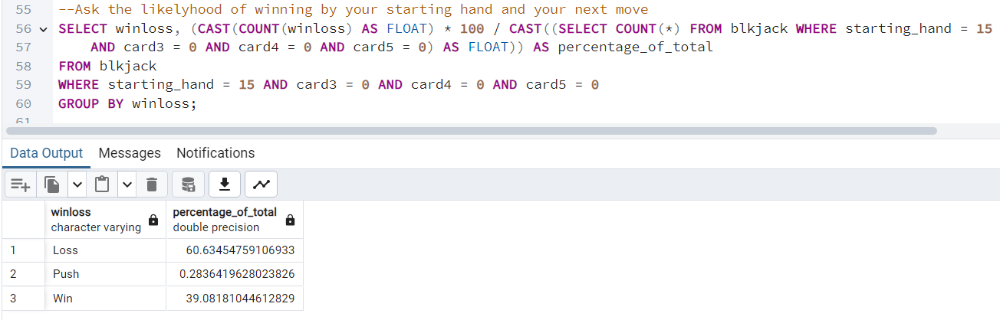 55 --Ask the likelyhood of winning by your starting hand and your next move
56 SELECT winloss, (CAST(COUNT(winloss) AS FLOAT) * 100 / CAST((SELECT COUNT(*) FROM blkjack WHERE starting_hand = 15
57 AND card3 = 0 AND card4 = 0 AND card5 = 0) AS FLOAT)) AS percentage_of_total
58 FROM blkjack
59 WHERE starting_hand = 15 AND card3 = 0 AND card4 = 0 AND card5 = 0
60 GROUP BY winloss;
61
Data Output Messages Notifications
winloss percentage_of_total
character varying double precision
1 Loss 60.63454759106933
2 Push 0.2836419628023826
3 Win 39.08181044612829